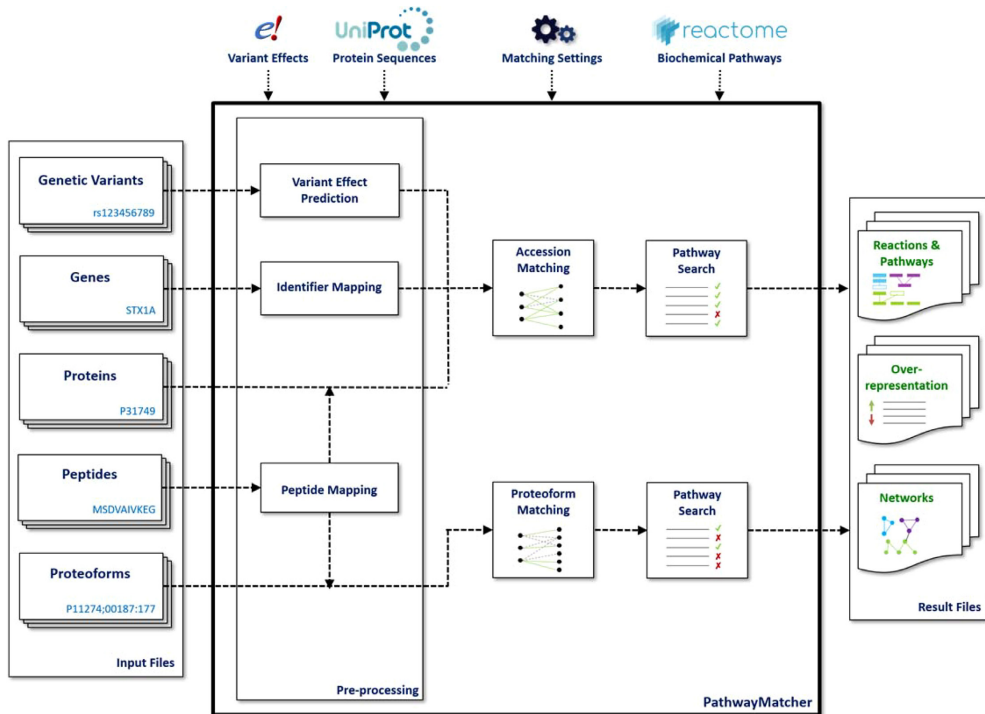 e!
UniProt
reactome
Variant Effects
Protein Sequences
Matching Settings
Biochemical Pathways
Genetic Variants
rs123456789
Genes
STX1A
Proteins
P31749
Peptides
MSDVAIVKEG
Proteoforms
P11274;00187:177
Input Files
Variant Effect
Prediction
Identifier Mapping
Peptide Mapping
Pre-processing
Accession
Matching
Pathway
Search
Proteoform
Matching
Pathway
Search
PathwayMatcher
Reactions &
Pathways
Over-
representation
Networks
Result Files